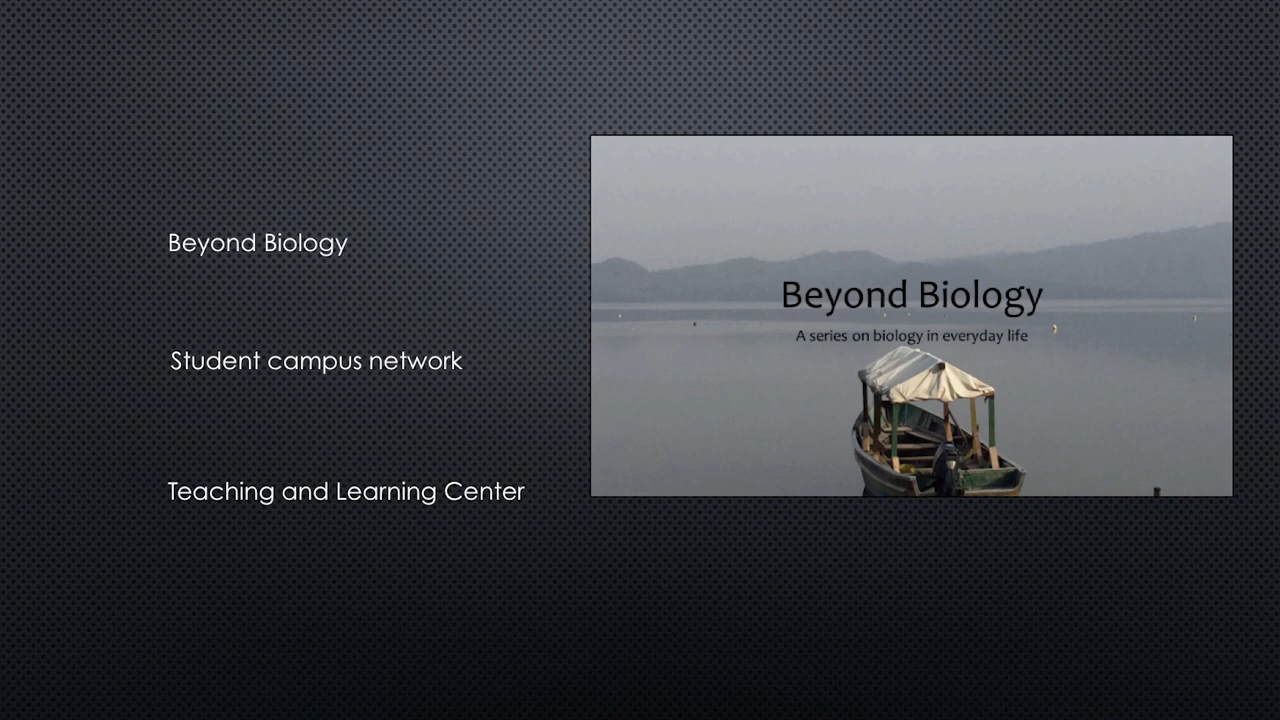 Beyond Biology
Student campus network
Teaching and Learning Center
Beyond Biology
A series on biology in everyday life